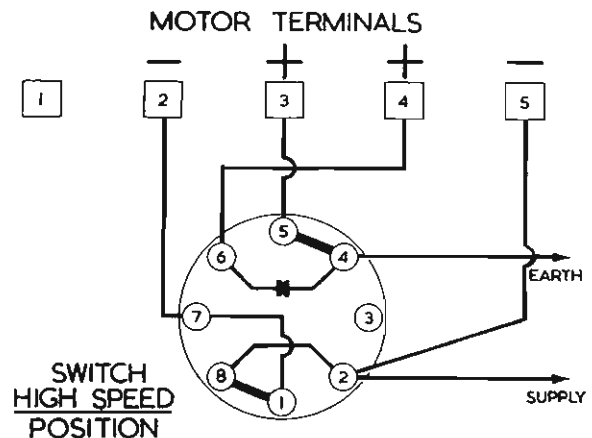 MOTOR TERMINALS
− + + −
1 2 3 4 5
5
6 4
EARTH
7 3
8 2
1
SUPPLY
SWITCH
HIGH SPEED
POSITION